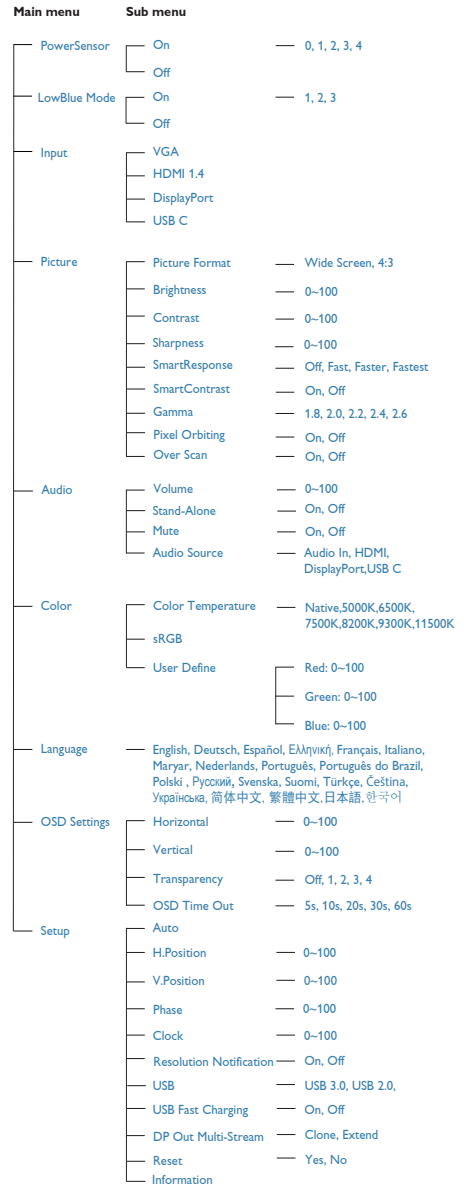 Main menu Sub menu
PowerSensor On 0, 1, 2, 3, 4
Off
LowBlue Mode On 1, 2, 3
Off
Input VGA
HDMI 1.4
DisplayPort
USB C
Picture Picture Format Wide Screen, 4:3
Brightness 0~100
Contrast 0~100
Sharpness 0~100
SmartResponse Off, Fast, Faster, Fastest
SmartContrast On, Off
Gamma 1.8, 2.0, 2.2, 2.4, 2.6
Pixel Orbiting On, Off
Over Scan On, Off
Audio Volume 0~100
Stand-Alone On, Off
Mute On, Off
Audio Source Audio In, HDMI,
DisplayPort,USB C
Color Color Temperature Native,5000K,6500K,
7500K,8200K,9300K,11500K
sRGB
User Define Red: 0~100
Green: 0~100
Blue: 0~100
Language English, Deutsch, Español, Ελληνική, Français, Italiano,
Maryar, Nederlands, Português, Português do Brazil,
Polski , Русский, Svenska, Suomi, Türkçe, Čeština,
Українська, 简体中文, 繁體中文,日本語,한국어
OSD Settings Horizontal 0~100
Vertical 0~100
Transparency Off, 1, 2, 3, 4
OSD Time Out 5s, 10s, 20s, 30s, 60s
Setup Auto
H.Position 0~100
V.Position 0~100
Phase 0~100
Clock 0~100
Resolution Notification On, Off
USB USB 3.0, USB 2.0,
USB Fast Charging On, Off
DP Out Multi-Stream Clone, Extend
Reset Yes, No
Information